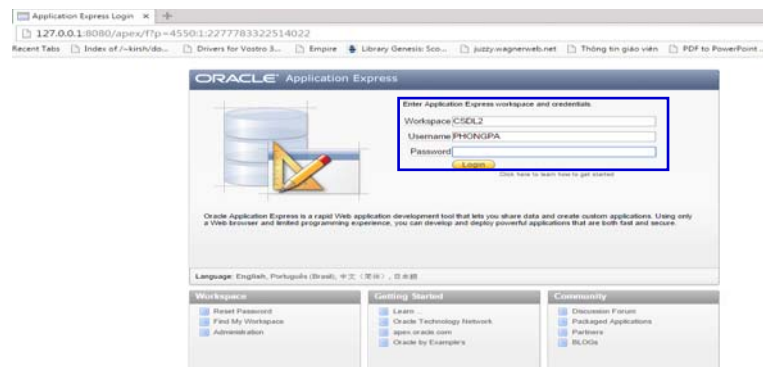 Application Express Login
127.0.0.1:8080/apex/f?p=4550:1:2277783322514022
Recent Tabs Index of /~kirsh/do... Drivers for Vostro 3... Empire Library Genesis: Sco... juzzy.wagnerweb.net Thông tin giáo viên PDF to PowerPoint
ORACLE Application Express
Enter Application Express workspace and credentials.
Workspace CSDL2
Username PHONGPA
Password
Login
Click here to learn how to get started
Oracle Application Express is a rapid Web application development tool that lets you share data and create custom applications. Using only
a Web browser and limited programming experience, you can develop and deploy powerful applications that are both fast and secure.
Language: English, Português (Brasil), 中文 (简体), 日本語
Workspace
Reset Password
Find My Workspace
Administration
Getting Started
Learn ...
Oracle Technology Network
apex.oracle.com
Oracle by Example's
Community
Discussion Forum
Packaged Applications
Partners
BLOGs